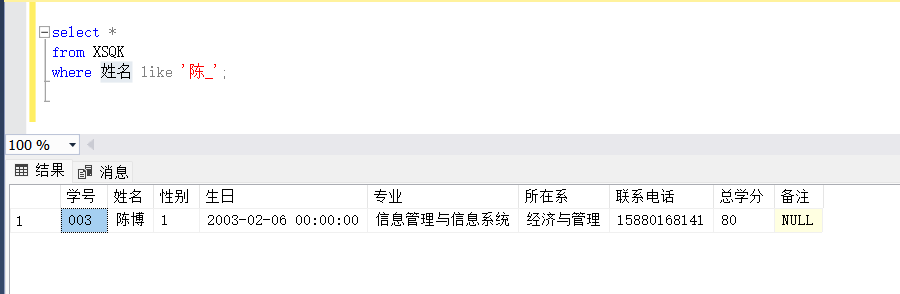 select *
from XSQK
where 姓名 like '陈_';
100 %
结果 消息
学号 姓名 性别 生日 专业 所在系 联系电话 总学分 备注
1 003 陈博 1 2003-02-06 00:00:00 信息管理与信息系统 经济与管理 15880168141 80 NULL